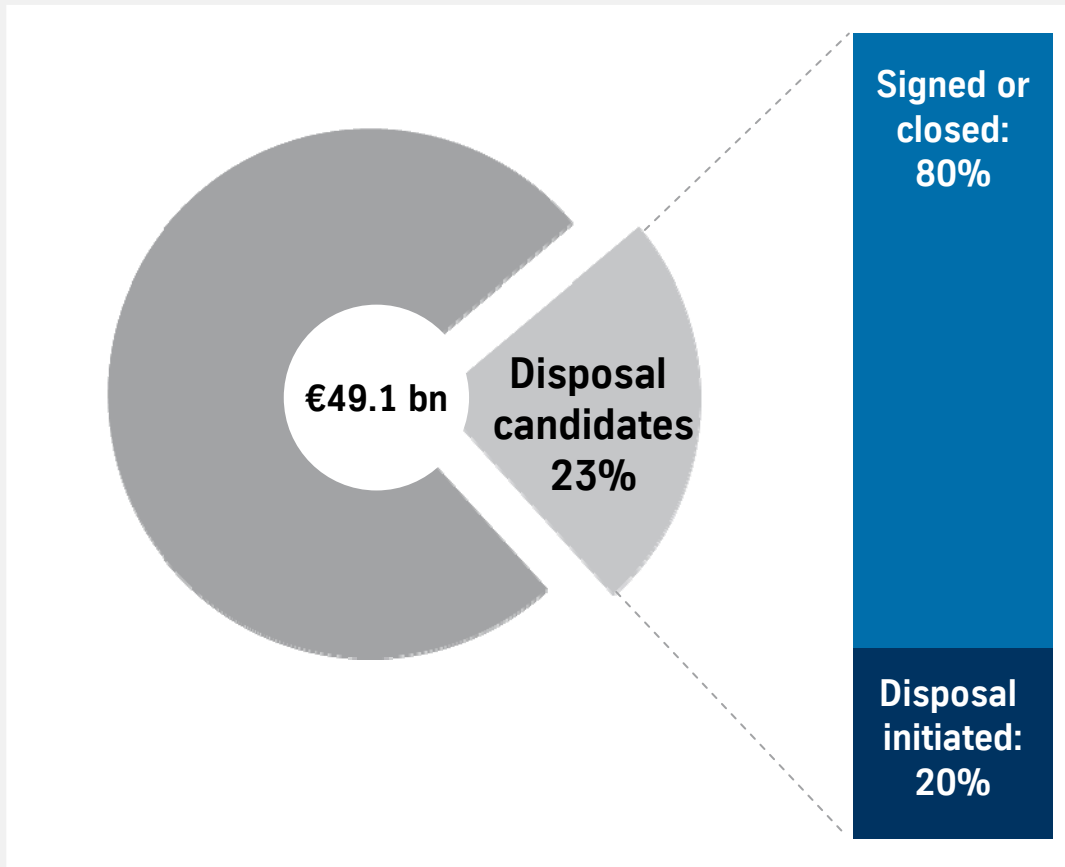 €49.1 bn
Disposal
candidates
23%
Signed or
closed:
80%
Disposal
initiated:
20%